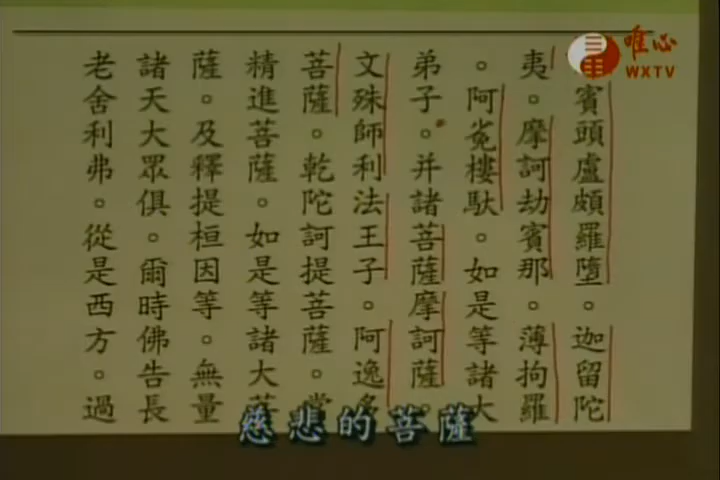 唯心
WXTV
賓頭盧頗羅墮。迦留陀
夷。摩訶劫賓那。薄拘羅
。阿㝹樓馱。如是等諸大
弟子。并諸菩薩摩訶薩。
文殊師利法王子。阿逸多
菩薩。乾陀訶提菩薩。常
精進菩薩。如是等諸大菩
薩。及釋提桓因等。無量
諸天大眾俱。爾時佛告長
老舍利弗。從是西方。過
慈悲的菩薩